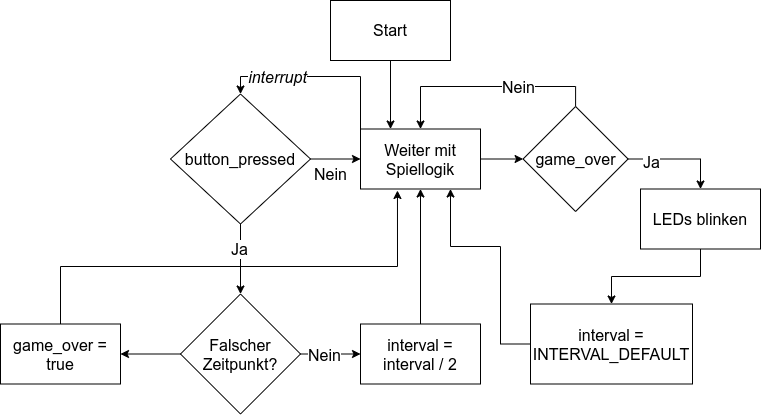 Start
interrupt
Nein
button_pressed
Weiter mit
Spiellogik
game_over
Nein
Ja
LEDs blinken
Ja
game_over =
true
Falscher
Zeitpunkt?
Nein
interval =
interval / 2
interval =
INTERVAL_DEFAULT